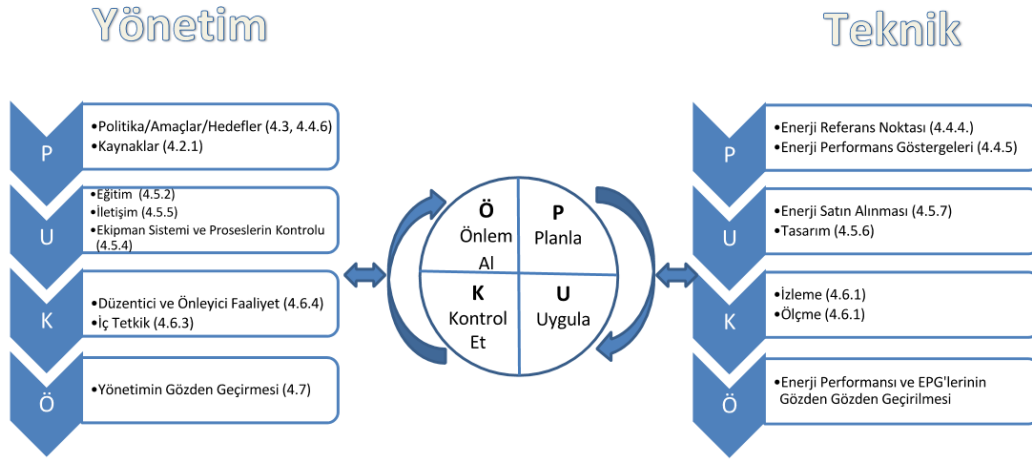 Yönetim
P
•Politika/Amaçlar/Hedefler (4.3, 4.4.6)
•Kaynaklar (4.2.1)
U
•Eğitim (4.5.2)
•İletişim (4.5.5)
•Ekipman Sistemi ve Proseslerin Kontrolu
(4.5.4)
K
•Düzentici ve Önleyici Faaliyet (4.6.4)
•İç Tetkik (4.6.3)
Ö
•Yönetimin Gözden Geçirmesi (4.7)
Ö
Önlem
Al
P
Planla
K
Kontrol
Et
U
Uygula
Teknik
P
•Enerji Referans Noktası (4.4.4.)
•Enerji Performans Göstergeleri (4.4.5)
U
•Enerji Satın Alınması (4.5.7)
•Tasarım (4.5.6)
K
•İzleme (4.6.1)
•Ölçme (4.6.1)
Ö
•Enerji Performansı ve EPG'lerinin
Gözden Gözden Geçirilmesi